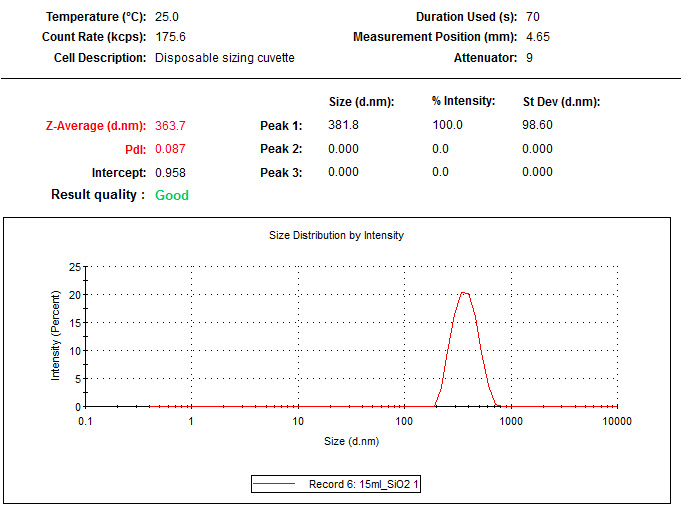 Temperature (°C): 25.0 Duration Used (s): 70
Count Rate (kcps): 175.6 Measurement Position (mm): 4.65
Cell Description: Disposable sizing cuvette Attenuator: 9
Size (d.nm): % Intensity: St Dev (d.nm):
Z-Average (d.nm): 363.7 Peak 1: 381.8 100.0 98.60
PdI: 0.087 Peak 2: 0.000 0.0 0.000
Intercept: 0.958 Peak 3: 0.000 0.0 0.000
Result quality : Good
Size Distribution by Intensity
Intensity (Percent)
25
20
15
10
5
0
0.1 1 10 100 1000 10000
Size (d.nm)
Record 6: 15ml_SiO2 1